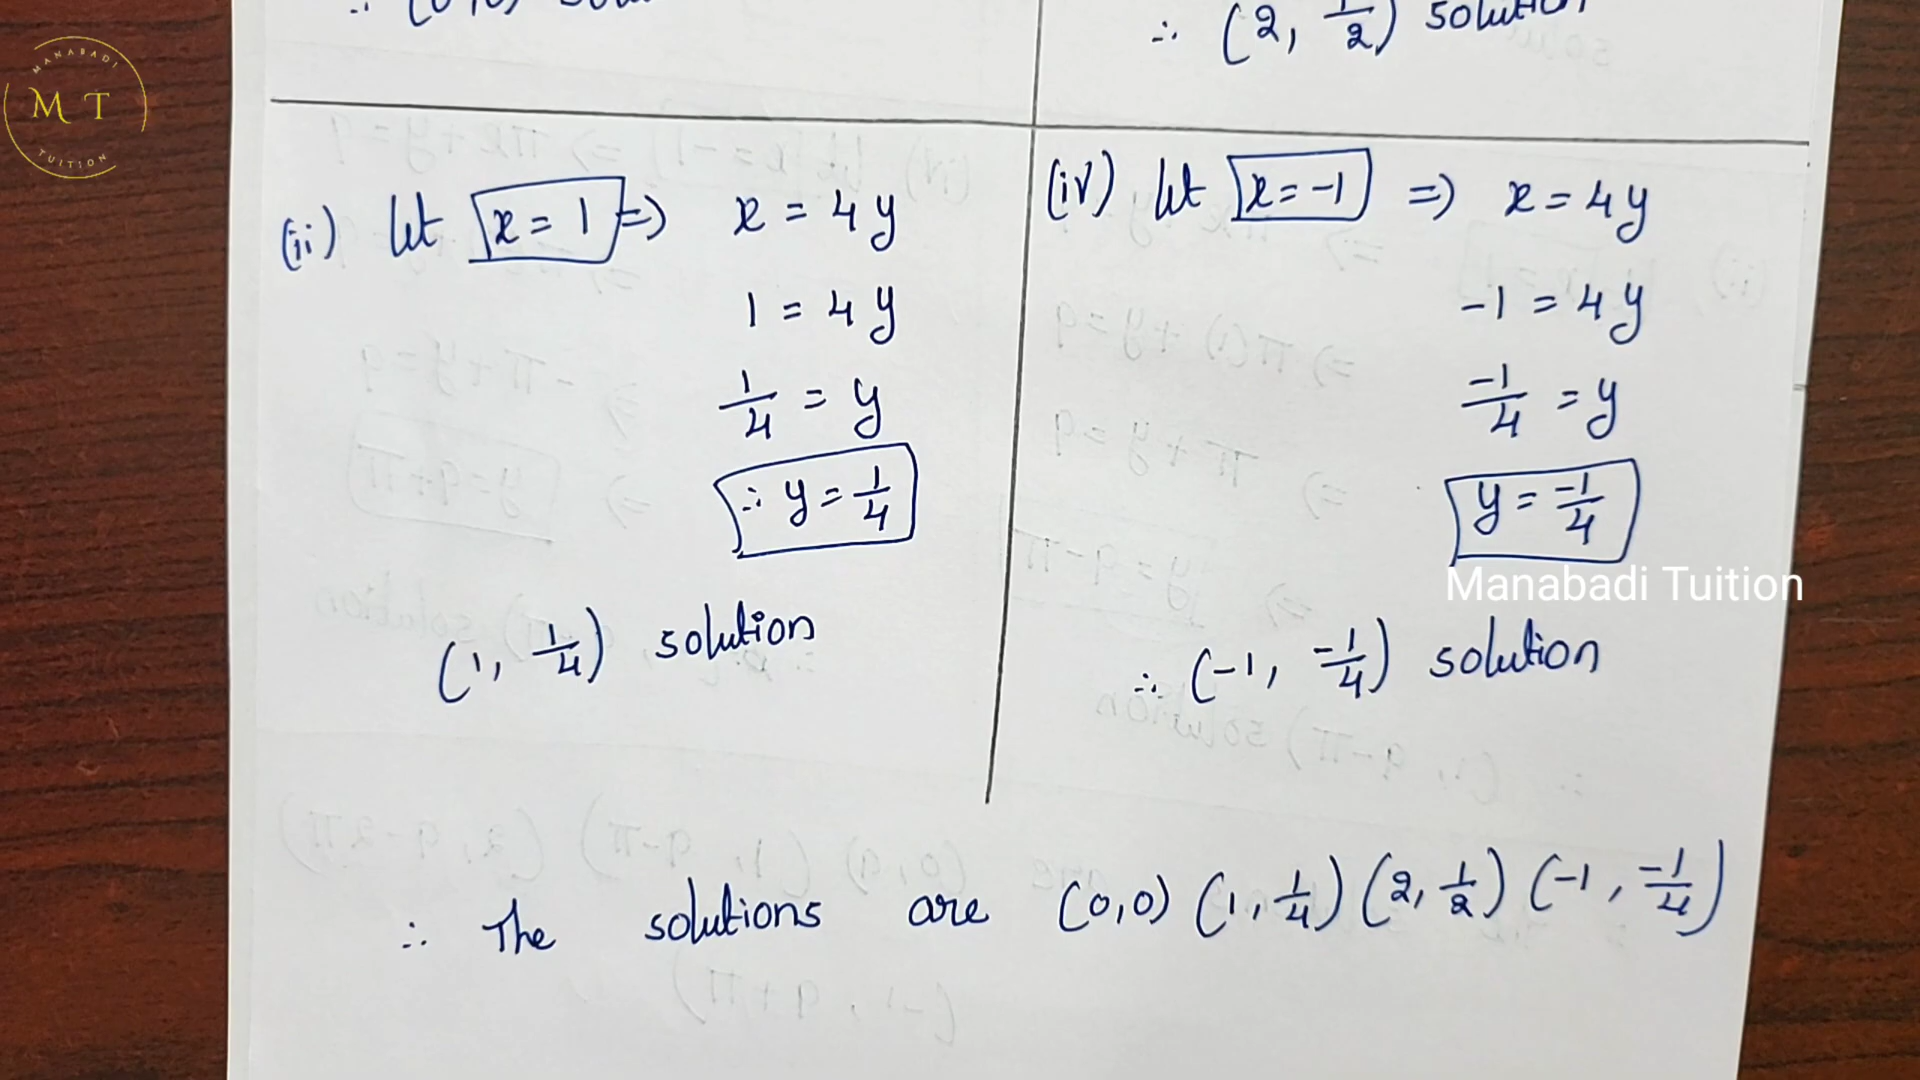 MANABADI
M T
TUITION
∴ (2, 1/2) solution
(ii) let x = 1 => x = 4y
1 = 4y
1/4 = y
∴ y = 1/4
(1, 1/4) solution
(iv) let x = -1 => x = 4y
-1 = 4y
-1/4 = y
y = -1/4
Manabadi Tuition
∴ (-1, -1/4) solution
∴ The solutions are (0,0) (1, 1/4) (2, 1/2) (-1, -1/4)